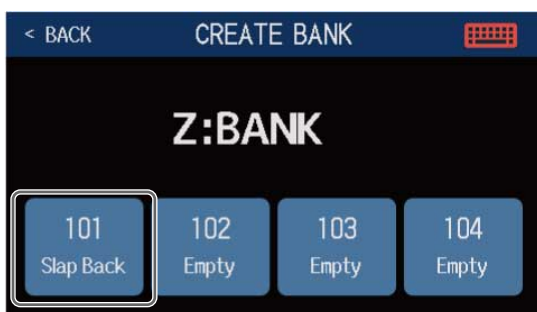 < BACK CREATE BANK
Z:BANK
101 102 103 104
Slap Back Empty Empty Empty